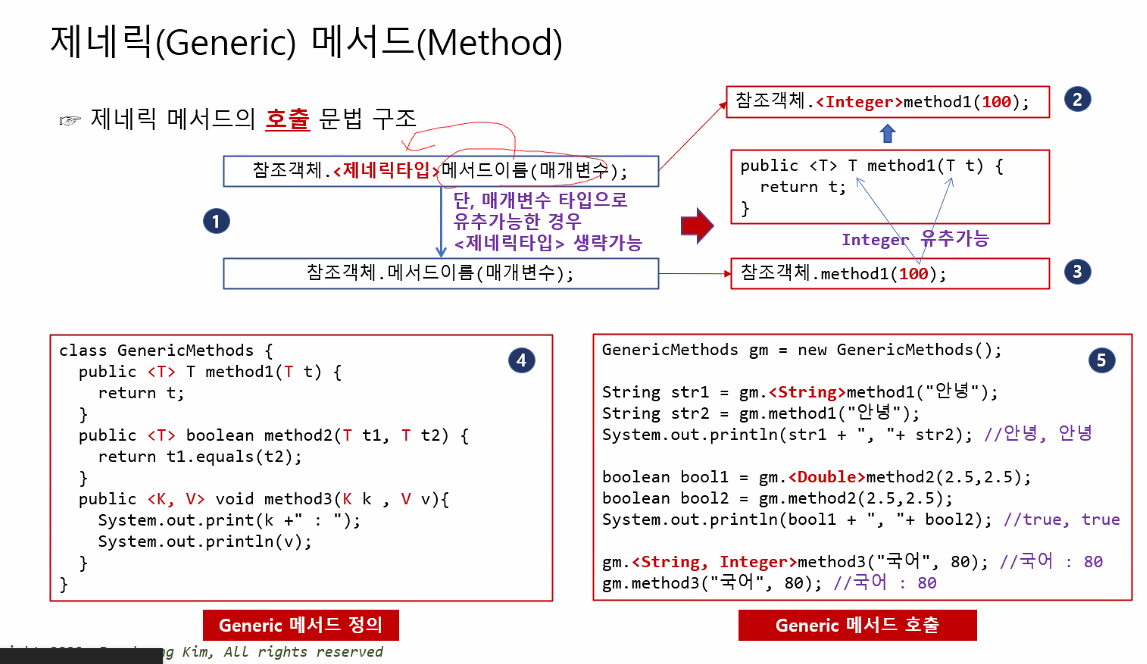 제네릭(Generic) 메서드(Method)
☞ 제네릭 메서드의 호출 문법 구조
참조객체.<제네릭타입>메서드이름(매개변수);
1
단, 매개변수 타입으로
유추가능한 경우
<제네릭타입> 생략가능
참조객체.메서드이름(매개변수);
참조객체.<Integer>method1(100);
2
public <T> T method1(T t) {
return t;
}
Integer 유추가능
참조객체.method1(100);
3
class GenericMethods {
4
public <T> T method1(T t) {
return t;
}
public <T> boolean method2(T t1, T t2) {
return t1.equals(t2);
}
public <K, V> void method3(K k , V v){
System.out.print(k +" : ");
System.out.println(v);
}
}
Generic 메서드 정의
GenericMethods gm = new GenericMethods();
5
String str1 = gm.<String>method1("안녕");
String str2 = gm.method1("안녕");
System.out.println(str1 + ", "+ str2); //안녕, 안녕
boolean bool1 = gm.<Double>method2(2.5,2.5);
boolean bool2 = gm.method2(2.5,2.5);
System.out.println(bool1 + ", "+ bool2); //true, true
gm.<String, Integer>method3("국어", 80); //국어 : 80
gm.method3("국어", 80); //국어 : 80
Generic 메서드 호출
Kim, All rights reserved